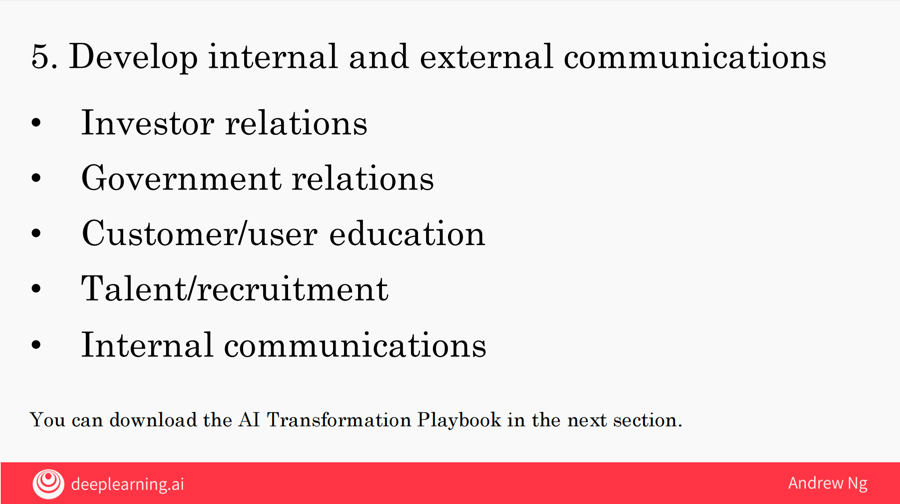 5. Develop internal and external communications
• Investor relations
• Government relations
• Customer/user education
• Talent/recruitment
• Internal communications
You can download the AI Transformation Playbook in the next section.
deeplearning.ai
Andrew Ng